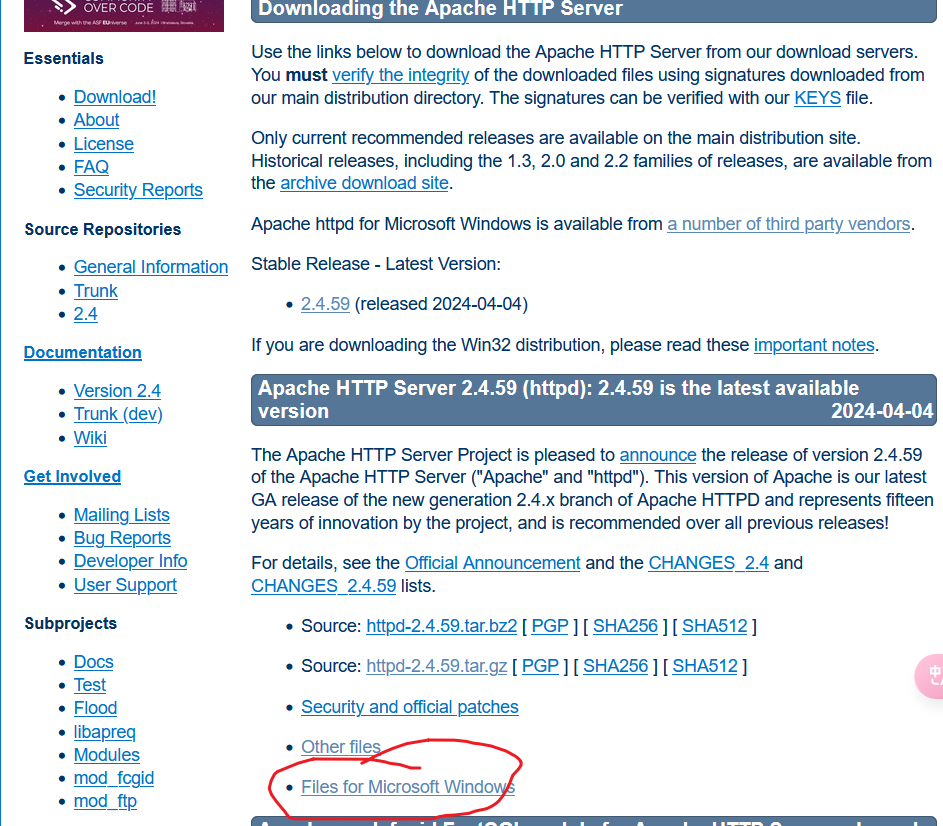 OVER CODE
Merge with the ASF EUniverse
Essentials
Download!
About
License
FAQ
Security Reports
Source Repositories
General Information
Trunk
2.4
Documentation
Version 2.4
Trunk (dev)
Wiki
Get Involved
Mailing Lists
Bug Reports
Developer Info
User Support
Subprojects
Docs
Test
Flood
libapreq
Modules
mod_fcgid
mod_ftp
Downloading the Apache HTTP Server
Use the links below to download the Apache HTTP Server from our download servers.
You must verify the integrity of the downloaded files using signatures downloaded from
our main distribution directory. The signatures can be verified with our KEYS file.
Only current recommended releases are available on the main distribution site.
Historical releases, including the 1.3, 2.0 and 2.2 families of releases, are available from
the archive download site.
Apache httpd for Microsoft Windows is available from a number of third party vendors.
Stable Release - Latest Version:
2.4.59 (released 2024-04-04)
If you are downloading the Win32 distribution, please read these important notes.
Apache HTTP Server 2.4.59 (httpd): 2.4.59 is the latest available
version 2024-04-04
The Apache HTTP Server Project is pleased to announce the release of version 2.4.59
of the Apache HTTP Server ("Apache" and "httpd"). This version of Apache is our latest
GA release of the new generation 2.4.x branch of Apache HTTPD and represents fifteen
years of innovation by the project, and is recommended over all previous releases!
For details, see the Official Announcement and the CHANGES_2.4 and
CHANGES_2.4.59 lists.
Source: httpd-2.4.59.tar.bz2 [ PGP ] [ SHA256 ] [ SHA512 ]
Source: httpd-2.4.59.tar.gz [ PGP ] [ SHA256 ] [ SHA512 ]
Security and official patches
Other files
Files for Microsoft Windows